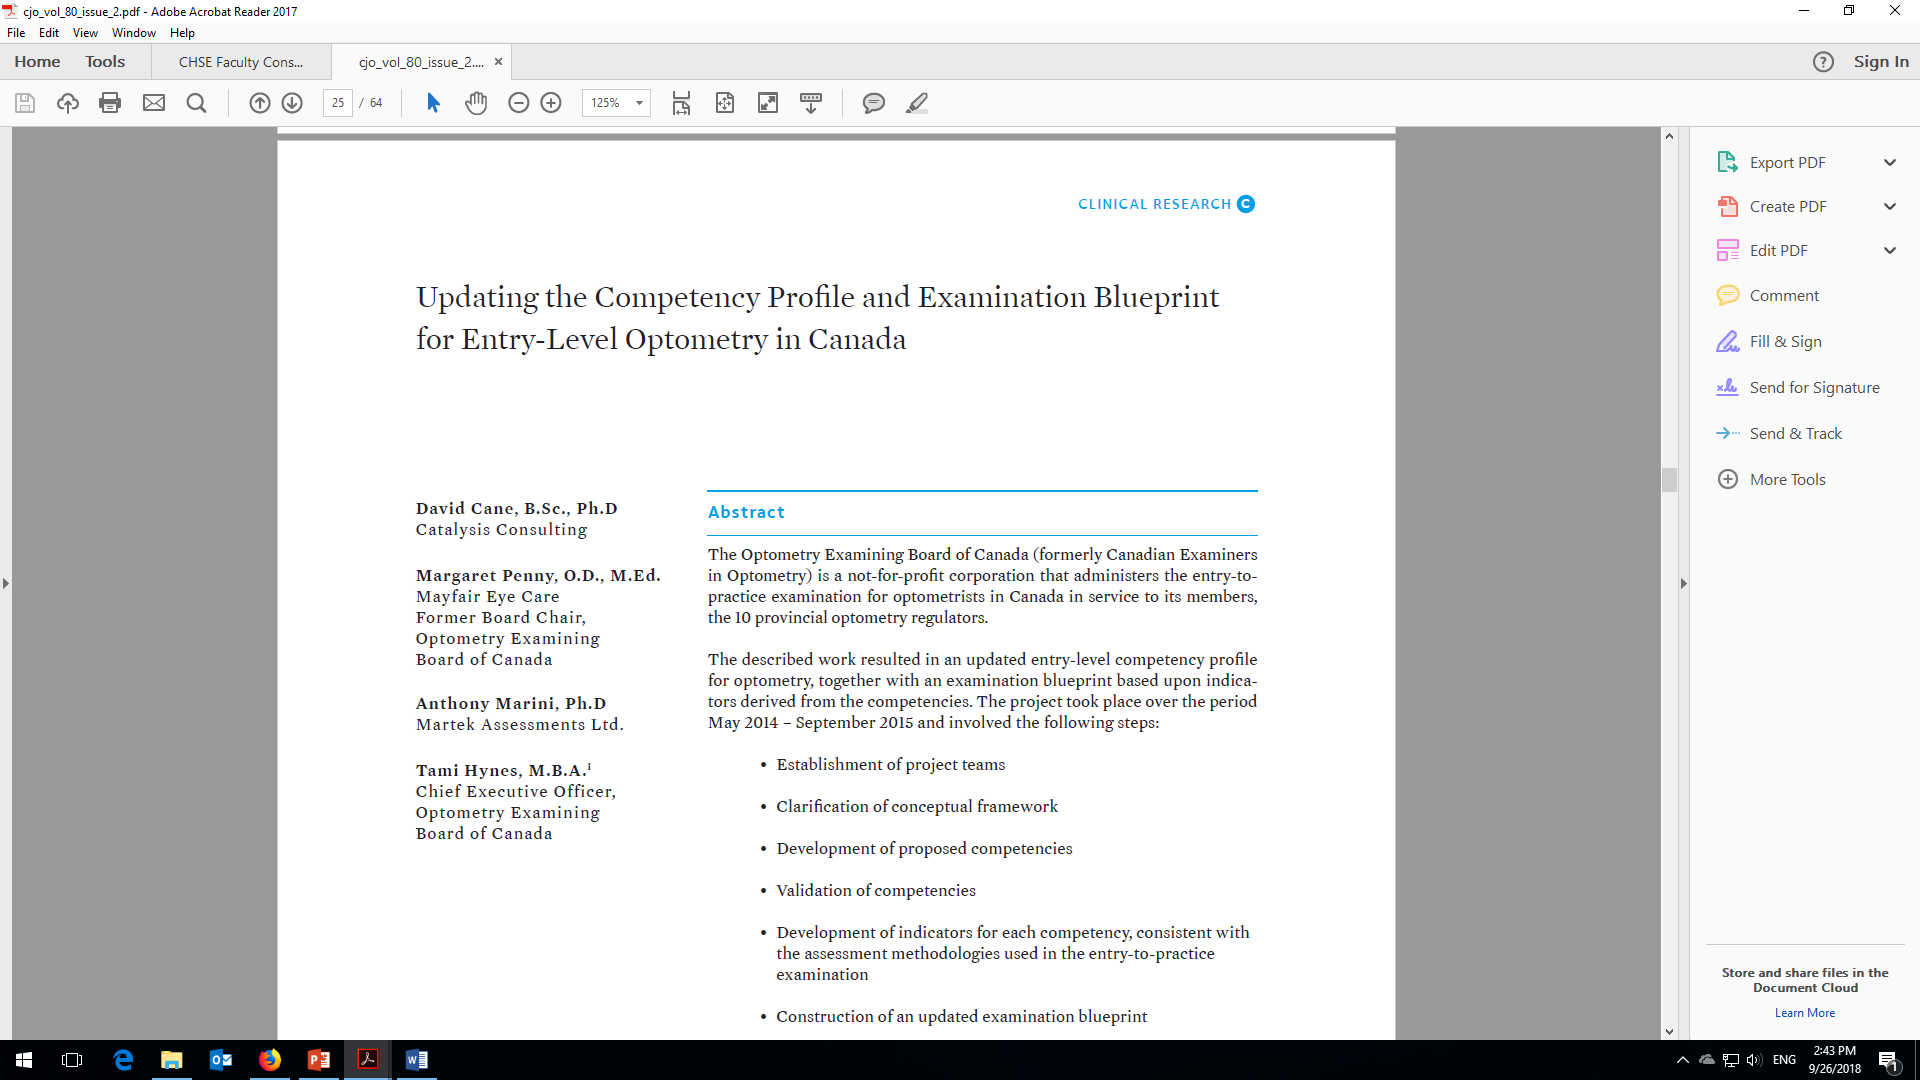 cjo_vol_80_issue_2.pdf - Adobe Acrobat Reader 2017
File Edit View Window Help
Home Tools CHSE Faculty Cons... cjo_vol_80_issue_2.... × Sign In
25 / 64 125%
CLINICAL RESEARCH C
Updating the Competency Profile and Examination Blueprint
for Entry-Level Optometry in Canada
David Cane, B.Sc., Ph.D
Catalysis Consulting
Margaret Penny, O.D., M.Ed.
Mayfair Eye Care
Former Board Chair,
Optometry Examining
Board of Canada
Anthony Marini, Ph.D
Martek Assessments Ltd.
Tami Hynes, M.B.A.i
Chief Executive Officer,
Optometry Examining
Board of Canada
Abstract
The Optometry Examining Board of Canada (formerly Canadian Examiners
in Optometry) is a not-for-profit corporation that administers the entry-to-
practice examination for optometrists in Canada in service to its members,
the 10 provincial optometry regulators.
The described work resulted in an updated entry-level competency profile
for optometry, together with an examination blueprint based upon indica-
tors derived from the competencies. The project took place over the period
May 2014 – September 2015 and involved the following steps:
• Establishment of project teams
• Clarification of conceptual framework
• Development of proposed competencies
• Validation of competencies
• Development of indicators for each competency, consistent with
the assessment methodologies used in the entry-to-practice
examination
• Construction of an updated examination blueprint
Export PDF
Create PDF
Edit PDF
Comment
Fill & Sign
Send for Signature
Send & Track
More Tools
Store and share files in the
Document Cloud
Learn More
ENG
2:43 PM
9/26/2018
1